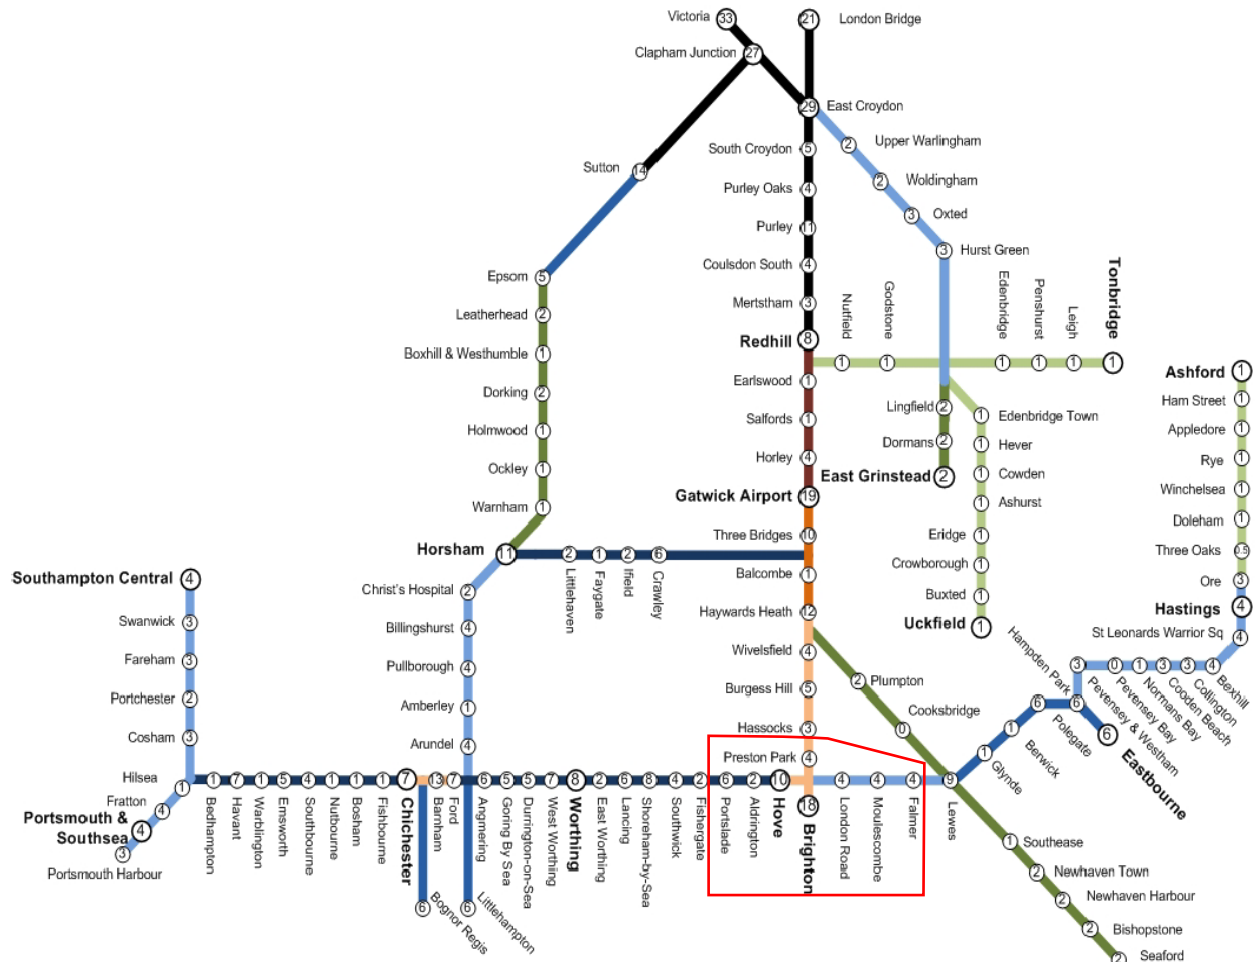 Victoria 33
21 London Bridge
Clapham Junction 27
29 East Croydon
South Croydon 5
2 Upper Warlingham
Sutton 14
Purley Oaks 4
2 Woldingham
Purley 11
3 Oxted
3 Hurst Green
Coulsdon South 4
Epsom 5
Mertstham 3
Leatherhead 2
Redhill 8
Nutfield 1
Godstone 1
Edenbridge 1
Penshurst 1
Leigh 1
Tonbridge 1
Boxhill & Westhumble 1
Earlswood 1
Dorking 2
Salfords 1
Holmwood 1
Horley 4
Ockley 1
Gatwick Airport 19
Warnham 1
Three Bridges 10
Lingfield 2
Dormans 2
East Grinstead 2
1 Edenbridge Town
1 Hever
1 Cowden
1 Ashurst
Eridge 1
Crowborough 1
Buxted 1
Uckfield 1
Ashford 1
Ham Street 1
Appledore 1
Rye 1
Winchelsea 1
Doleham 1
Three Oaks 0.5
Ore 3
Hastings 4
St Leonards Warrior Sq 4
Horsham 11
2 Littlehaven
1 Faygate
2 Ifield
6 Crawley
Balcombe 1
Haywards Heath 12
Southampton Central 4
Swanwick 3
Fareham 3
Portchester 2
Cosham 3
Hilsea 1
Fratton 4
Portsmouth &
Southsea 4
3
Portsmouth Harbour
Christ's Hospital 2
Billingshurst 4
Pullborough 4
Amberley 1
Arundel 4
Wivelsfield 4
Burgess Hill 5
Hassocks 3
Preston Park 4
2 Plumpton
Cooksbridge 0
Hampden Park 6
3 Pevensey & Westham
0 Pevensey Bay
1 Normans Bay
3 Cooden Beach
3 Collington
4 Bexhill
6 Polegate
1 Berwick
1 Glynde
6 Eastbourne
1 Bedhampton
7 Havant
1 Warblington
5 Emsworth
4 Southbourne
1 Nutbourne
1 Bosham
1 Fishbourne
7 Chichester
13 Barnham
7 Ford
6 Angmering
5 Goring By Sea
5 Durrington-on-Sea
7 West Worthing
8 Worthing
2 East Worthing
6 Lancing
8 Shoreham-by-Sea
4 Southwick
2 Fishergate
6 Portslade
2 Aldrington
10 Hove
18 Brighton
4 London Road
4 Moulescombe
4 Falmer
9 Lewes
6 Bognor Regis
6 Littlehampton
1 Southease
2 Newhaven Town
2 Newhaven Harbour
2 Bishopstone
2 Seaford